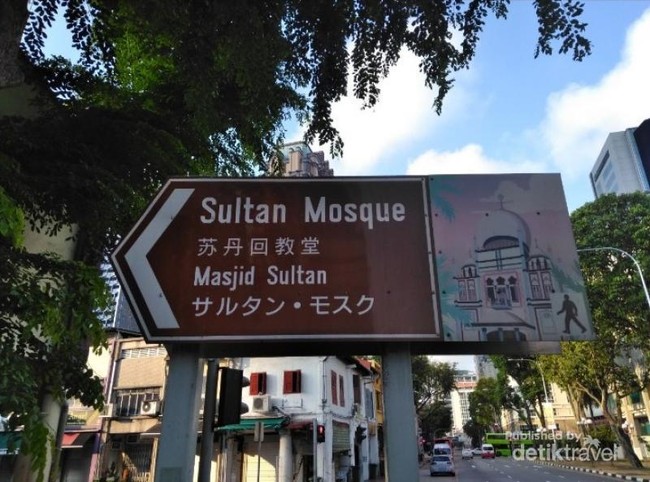 Sultan Mosque
苏丹回教堂
Masjid Sultan
サルタン・モスク
Published by
detiktravel